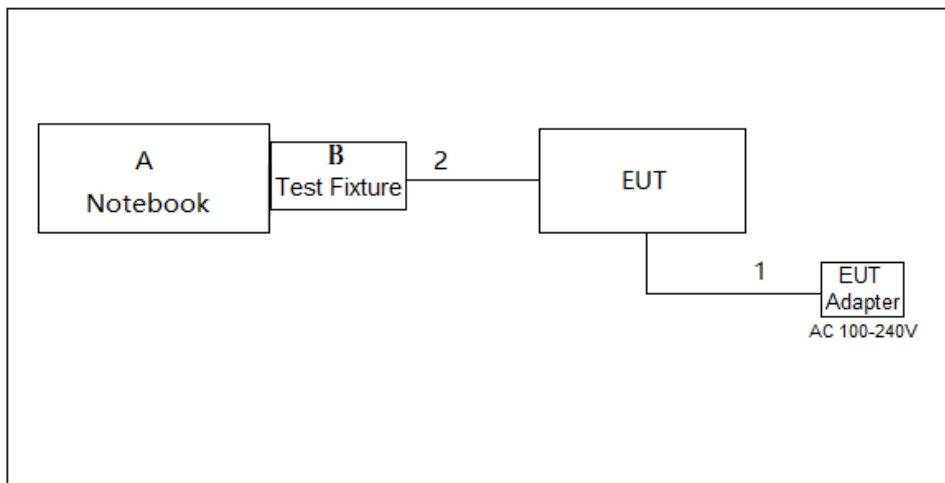 A
Notebook
B
Test Fixture
2
EUT
1
EUT
Adapter
AC 100-240V